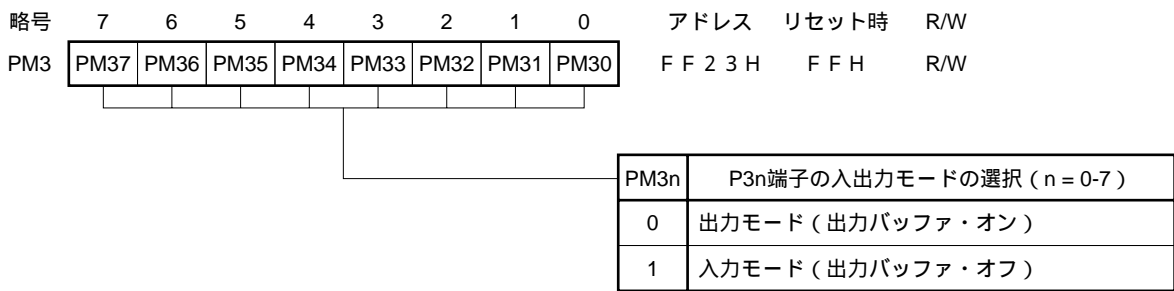 略号 7 6 5 4 3 2 1 0 アドレス リセット時 R/W
PM3 PM37 PM36 PM35 PM34 PM33 PM32 PM31 PM30 FF23H FFH R/W
PM3n P3n端子の入出力モードの選択（n = 0-7）
0 出力モード（出力バッファ・オン）
1 入力モード（出力バッファ・オフ）